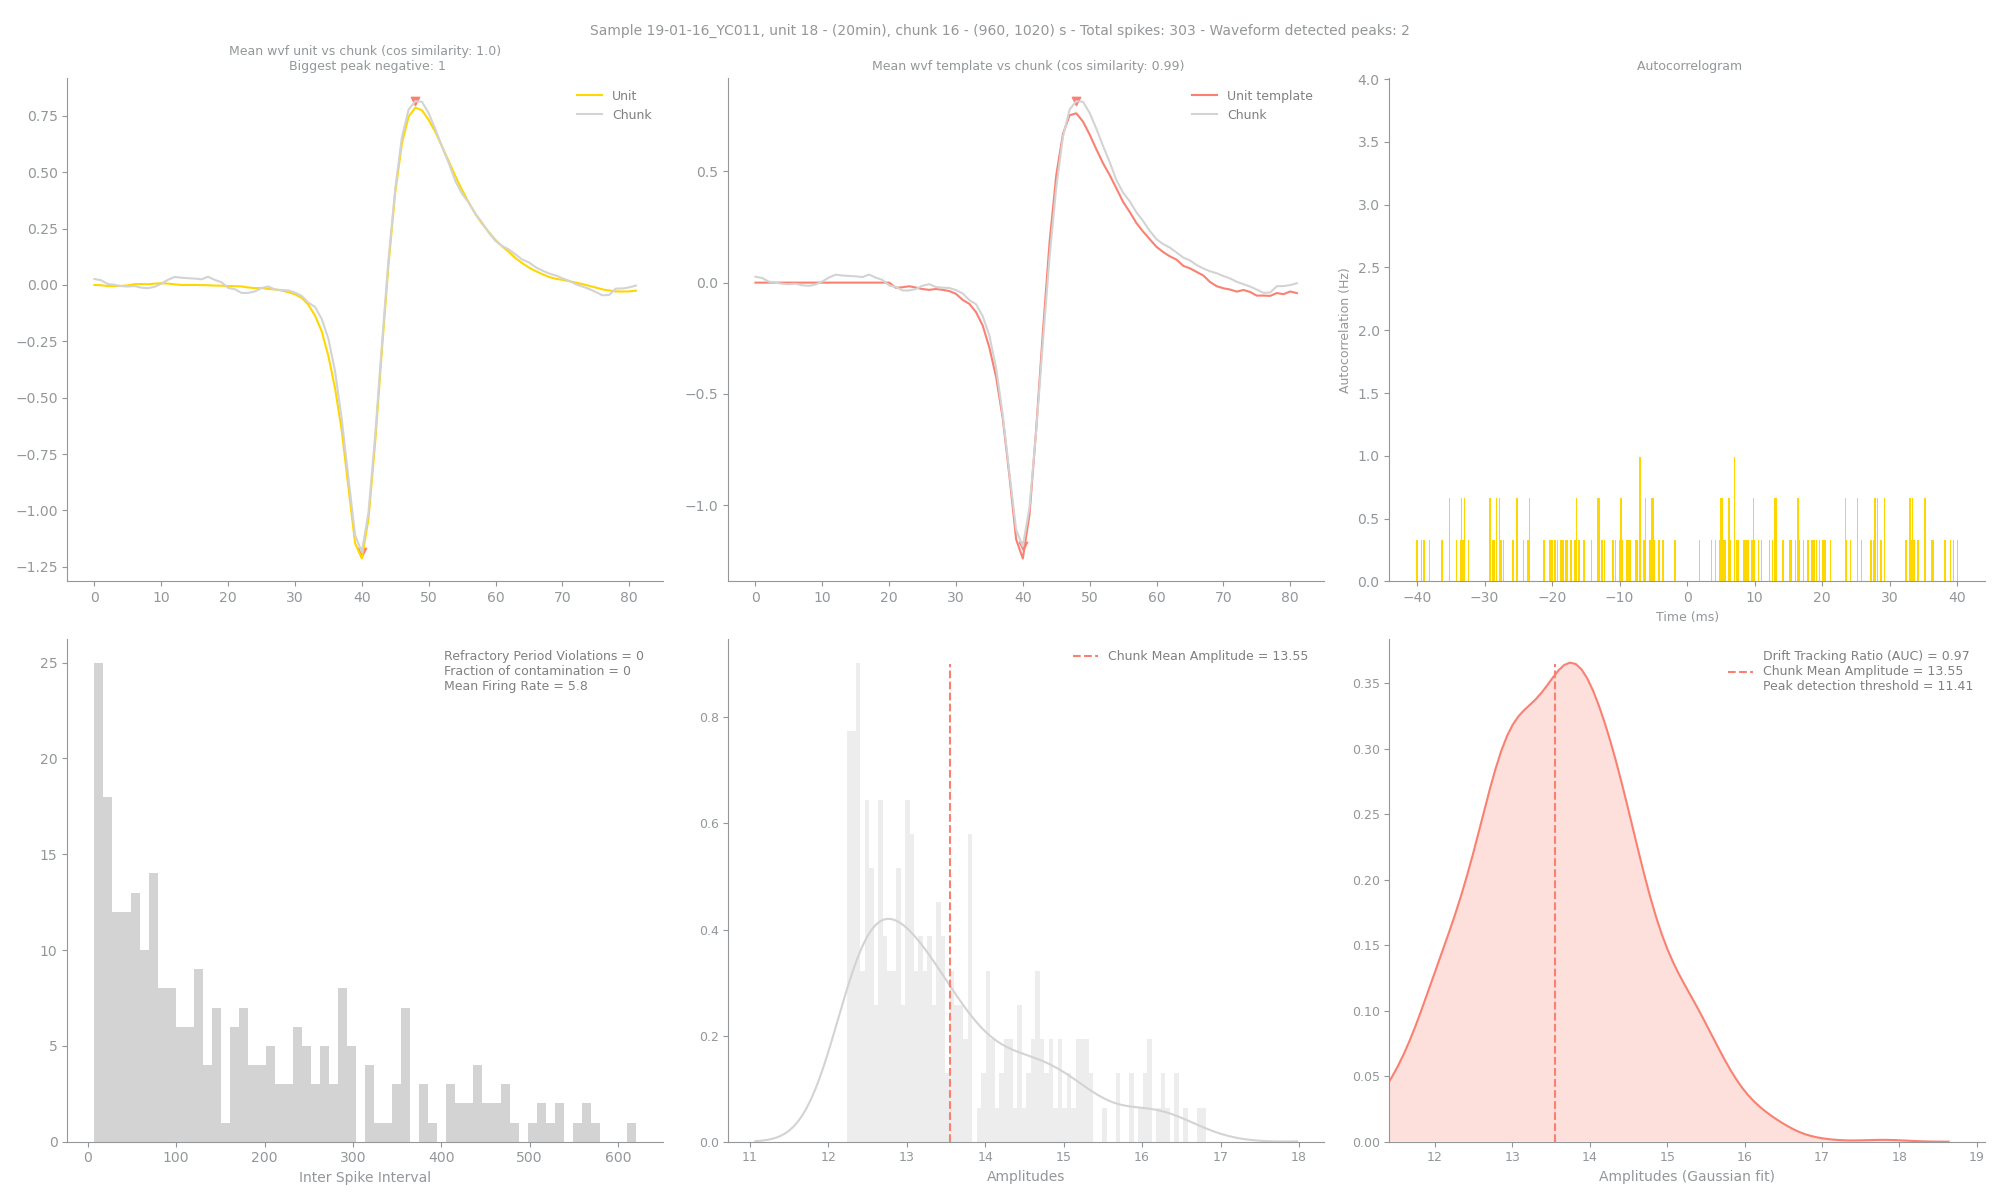 Sample 19-01-16_YC011, unit 18 - (20min), chunk 16 - (960, 1020) s - Total spikes: 303 - Waveform detected peaks: 2
Mean wvf unit vs chunk (cos similarity: 1.0)
Biggest peak negative: 1
Unit
Chunk
0.75
0.50
0.25
0.00
−0.25
−0.50
−0.75
−1.00
−1.25
0 10 20 30 40 50 60 70 80
Mean wvf template vs chunk (cos similarity: 0.99)
Unit template
Chunk
0.5
0.0
−0.5
−1.0
0 10 20 30 40 50 60 70 80
Autocorrelogram
Autocorrelation (Hz)
4.0
3.5
3.0
2.5
2.0
1.5
1.0
0.5
0.0
−40 −30 −20 −10 0 10 20 30 40
Time (ms)
Refractory Period Violations = 0
Fraction of contamination = 0
Mean Firing Rate = 5.8
25
20
15
10
5
0
0 100 200 300 400 500 600
Inter Spike Interval
Chunk Mean Amplitude = 13.55
0.8
0.6
0.4
0.2
0.0
11 12 13 14 15 16 17 18
Amplitudes
Drift Tracking Ratio (AUC) = 0.97
Chunk Mean Amplitude = 13.55
Peak detection threshold = 11.41
0.35
0.30
0.25
0.20
0.15
0.10
0.05
0.00
12 13 14 15 16 17 18 19
Amplitudes (Gaussian fit)